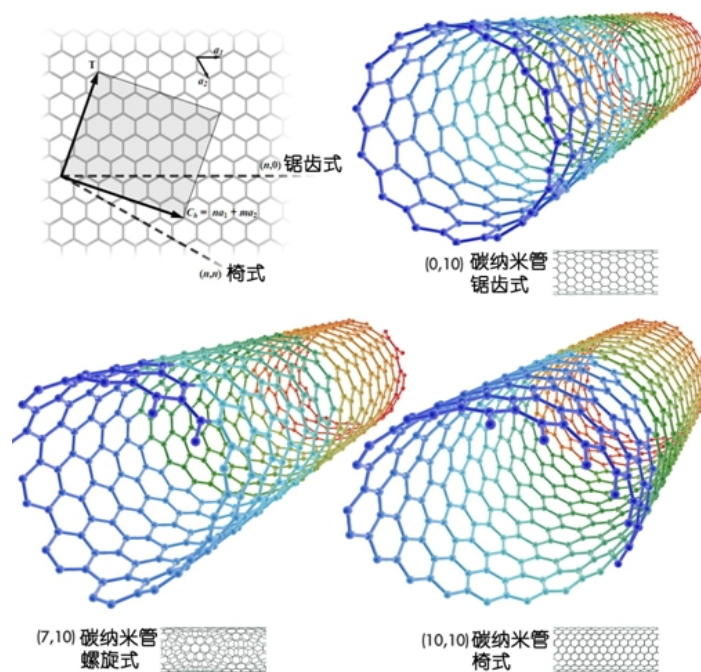 T
a₁
a₂
(n,0) 锯齿式
Cₕ = na₁ + ma₂
(n,n) 椅式
(0,10) 碳纳米管
锯齿式
(7,10) 碳纳米管
螺旋式
(10,10) 碳纳米管
椅式